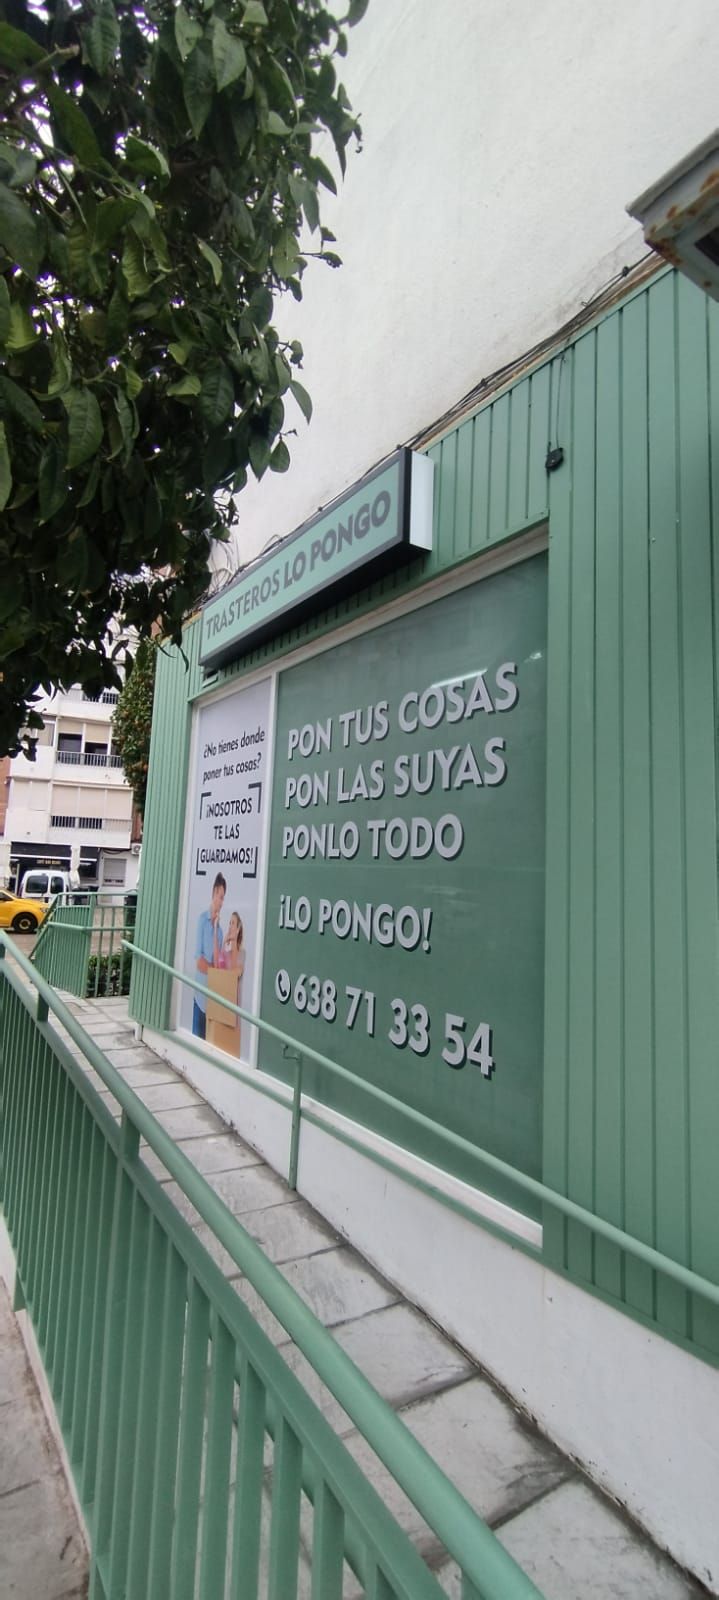 TRASTEROS LO PONGO
¿No tienes donde
poner tus cosas?
¡NOSOTROS
TE LAS
GUARDAMOS!
PON TUS COSAS
PON LAS SUYAS
PONLO TODO
¡LO PONGO!
638 71 33 54